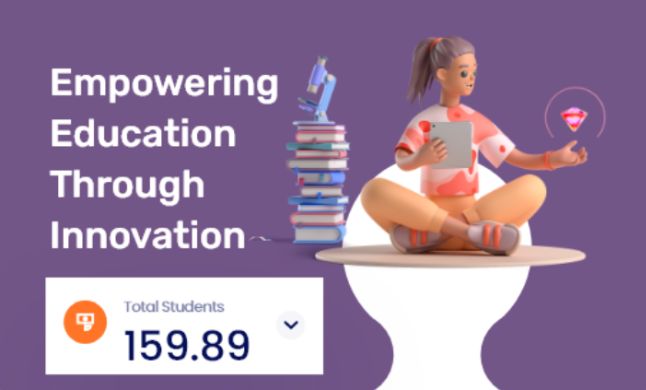 Empowering
Education
Through
Innovation
Total Students
159.89